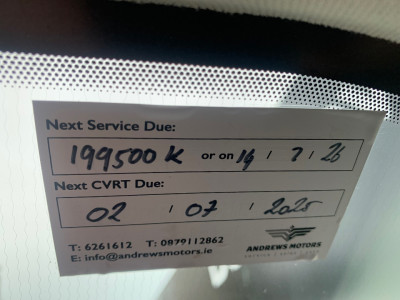 Next Service Due:
199500 K or on 14 / 7 / 26
Next CVRT Due:
02 / 07 / 2025
T: 6261612 T: 0879112862
E: info@andrewsmotors.ie
ANDREWS MOTORS